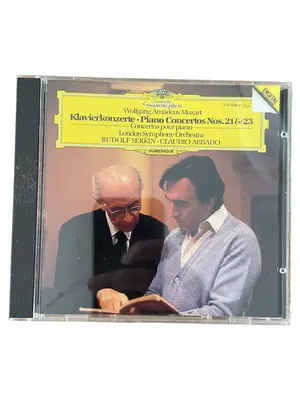 Deutsche
Grammophon
DIGITAL
Wolfgang Amadeus Mozart
Klavierkonzerte · Piano Concertos Nos. 21 & 23
Concertos pour piano
London Symphony Orchestra
RUDOLF SERKIN · CLAUDIO ABBADO
NUMERIQUE